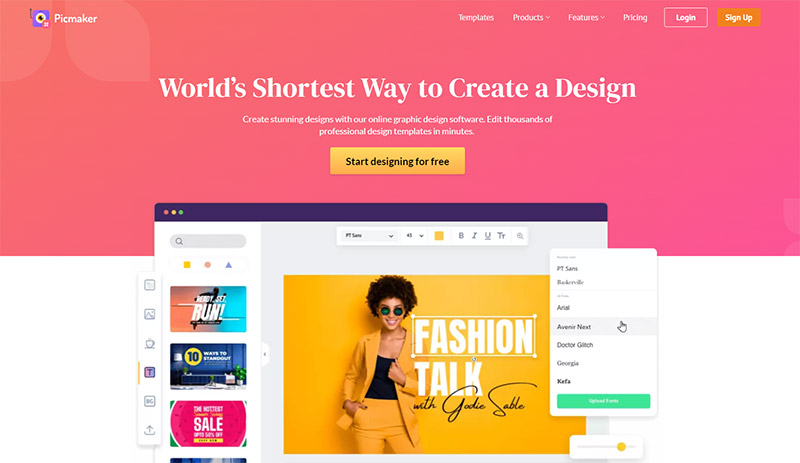 Picmaker
Templates
Products
Features
Pricing
Login
Sign Up
World's Shortest Way to Create a Design
Create stunning designs with our online graphic design software. Edit thousands of
professional design templates in minutes.
Start designing for free
PT Sans
43
B
I
U
Tr
PT Sans
Baskerville
Arial
Avenir Next
Doctor Glitch
Georgia
Kefa
Upload Fonts
READY, SET,
RUN!
10
WAYS TO
STANDOUT
THE HOTTEST
Summer Savings
SALE
UPTO 50% OFF
T
BG
FASHION
TALK
with Godie Sable